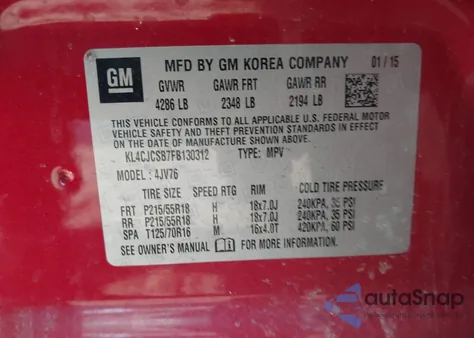 GM
MFD BY GM KOREA COMPANY 01/15
GVWR GAWR FRT GAWR RR
4286 LB 2348 LB 2194 LB
THIS VEHICLE CONFORMS TO ALL APPLICABLE U.S. FEDERAL MOTOR
VEHICLE SAFETY, BUMPER, AND THEFT PREVENTION
STANDARDS IN EFFECT ON THE DATE OF MANUFACTURE SHOWN ABOVE.
KL4CJCSB7FB130312 TYPE: MPV
MODEL: 4JV76
TIRE SIZE SPEED RTG RIM COLD TIRE PRESSURE
FRT P215/55R18 H 18x7.0J 240KPA, 35 PSI
RR P215/55R18 H 18x7.0J 240KPA, 35 PSI
SPA T125/70R16 M 16x4.0T 420KPA, 60 PSI
SEE OWNER'S MANUAL FOR MORE INFORMATION.
autoSnap